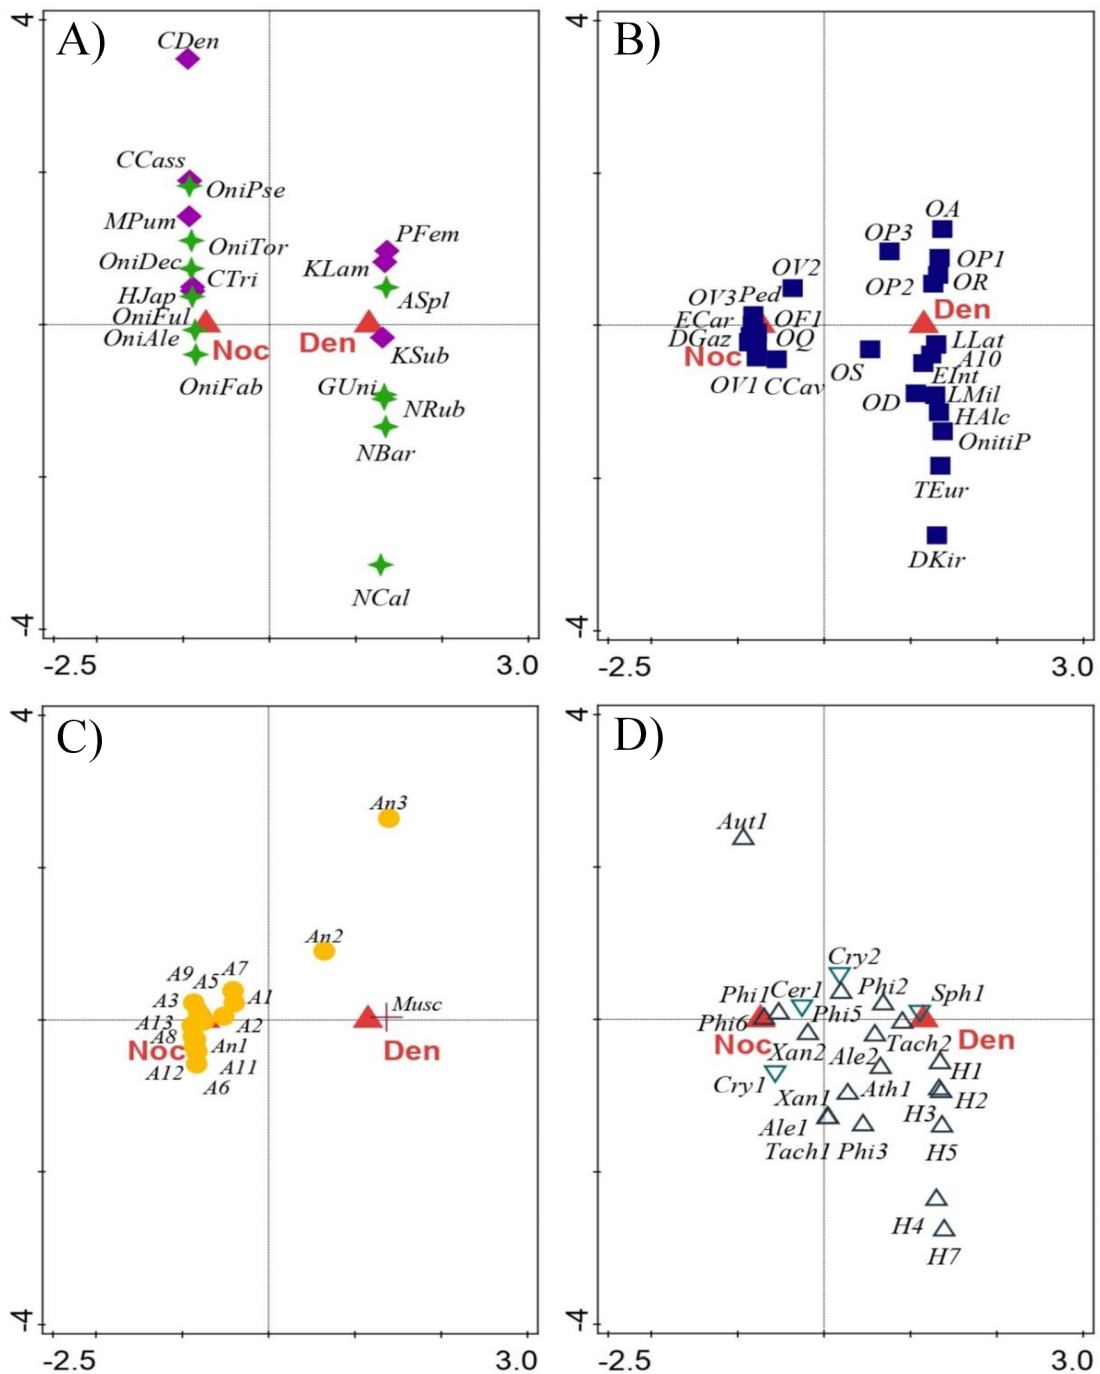 4
A)
CDen
CCass
OniPse
MPum
OniTor
OniDec
CTri
HJap
OniFul
OniAle
Noc
OniFab
PFem
KLam
ASpl
Den
KSub
GUni
NRub
NBar
NCal
-4
-2.5
3.0
4
B)
OA
OP3
OP1
OV2
OP2
OR
OV3
Ped
Den
ECar
OF1
DGaz
OQ
LLat
Noc
A10
OS
EInt
OV1
CCav
OD
LMil
HAlc
OnitiP
TEur
DKir
-4
-2.5
3.0
4
C)
An3
An2
A9
A5
A7
A3
A1
Musc
A13
A2
A8
An1
Noc
Den
A12
A11
A6
-4
-2.5
3.0
4
D)
Aut1
Cry2
Phi1
Cer1
Phi2
Sph1
Phi6
Phi5
Noc
Xan2
Ale2
Tach2
Den
Cry1
Ath1
H1
Xan1
H3
H2
Ale1
Tach1
Phi3
H5
H4
H7
-4
-2.5
3.0